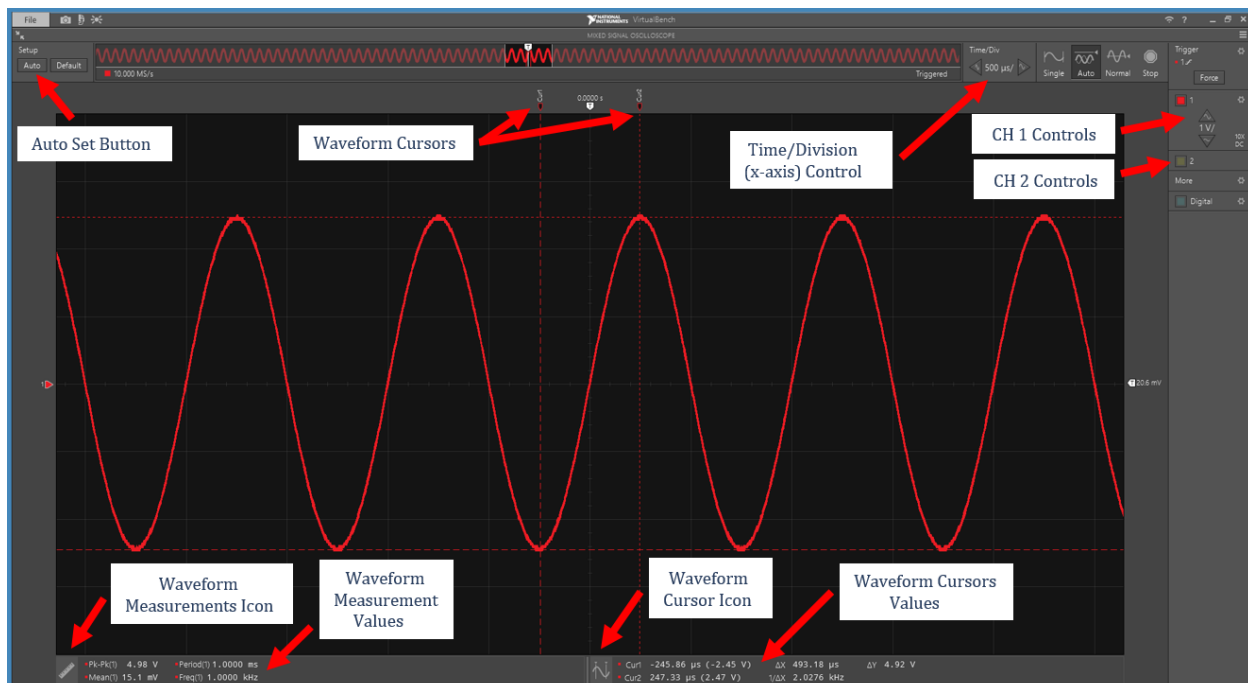 File
NATIONAL INSTRUMENTS VirtualBench
?
MIXED SIGNAL OSCILLOSCOPE
Setup
Auto Default
10.000 MS/s
Triggered
Time/Div
500 µs/
Single Auto Normal Stop
Trigger
1
Force
1
1 V/
10X
DC
2
More
Digital
0.0000 s
T
Auto Set Button
Waveform Cursors
Time/Division
(x-axis) Control
CH 1 Controls
CH 2 Controls
1
T 20.6 mV
Waveform
Measurements Icon
Waveform
Measurement
Values
Waveform
Cursor Icon
Waveform Cursors
Values
Pk-Pk(1) 4.98 V Period(1) 1.0000 ms
Mean(1) 15.1 mV Freq(1) 1.0000 kHz
Cur1 -245.86 µs (-2.45 V) ΔX 493.18 µs ΔY 4.92 V
Cur2 247.33 µs (2.47 V) 1/ΔX 2.0276 kHz